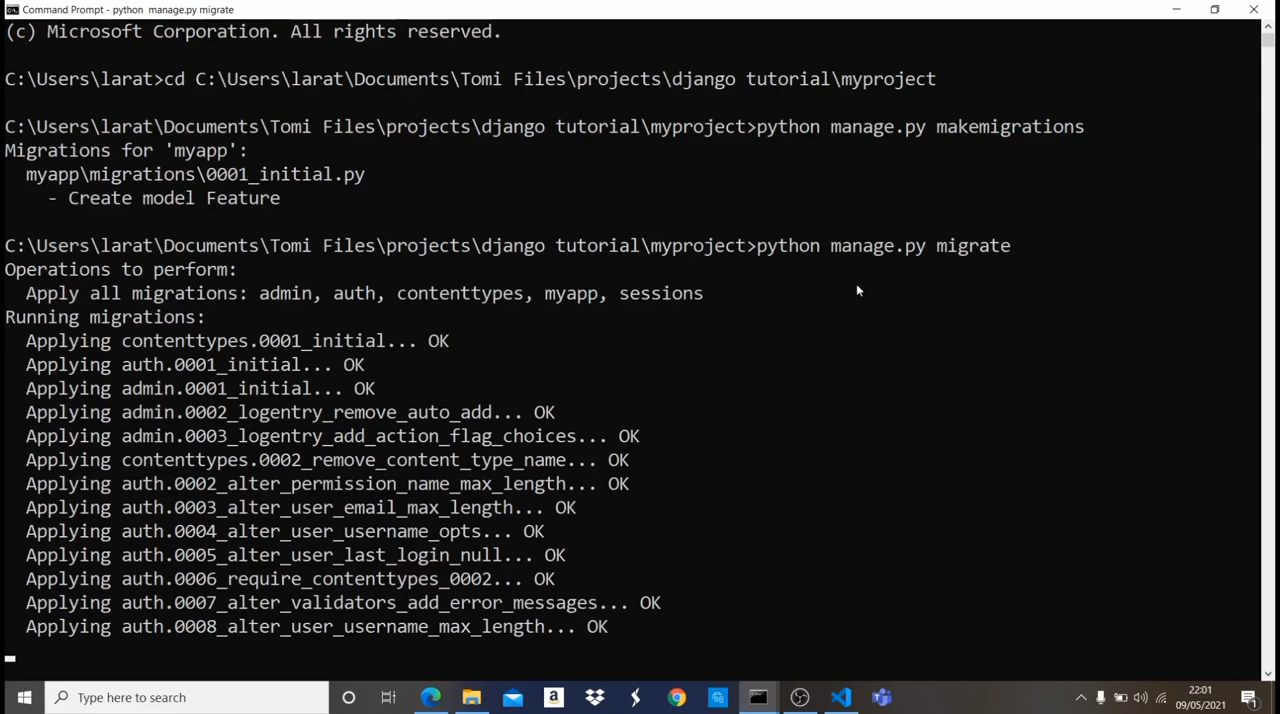 Command Prompt - python  manage.py migrate
(c) Microsoft Corporation. All rights reserved.
C:\Users\larat>cd C:\Users\larat\Documents\Tomi Files\projects\django tutorial\myproject
C:\Users\larat\Documents\Tomi Files\projects\django tutorial\myproject>python manage.py makemigrations
Migrations for 'myapp':
  myapp\migrations\0001_initial.py
    - Create model Feature
C:\Users\larat\Documents\Tomi Files\projects\django tutorial\myproject>python manage.py migrate
Operations to perform:
  Apply all migrations: admin, auth, contenttypes, myapp, sessions
Running migrations:
  Applying contenttypes.0001_initial... OK
  Applying auth.0001_initial... OK
  Applying admin.0001_initial... OK
  Applying admin.0002_logentry_remove_auto_add... OK
  Applying admin.0003_logentry_add_action_flag_choices... OK
  Applying contenttypes.0002_remove_content_type_name... OK
  Applying auth.0002_alter_permission_name_max_length... OK
  Applying auth.0003_alter_user_email_max_length... OK
  Applying auth.0004_alter_user_username_opts... OK
  Applying auth.0005_alter_user_last_login_null... OK
  Applying auth.0006_require_contenttypes_0002... OK
  Applying auth.0007_alter_validators_add_error_messages... OK
  Applying auth.0008_alter_user_username_max_length... OK
Type here to search
22:01
09/05/2021
1